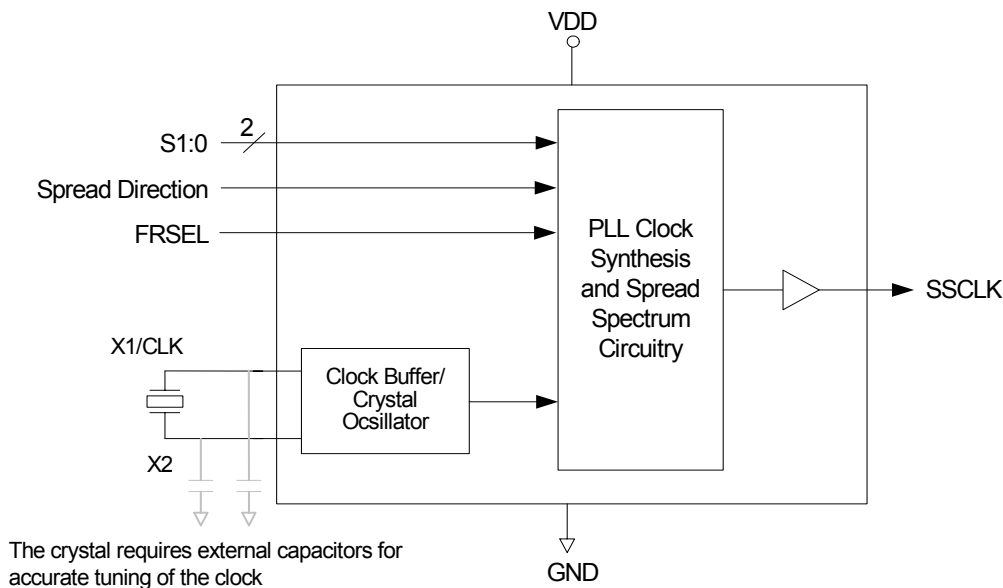 VDD
2
S1:0
Spread Direction
FRSEL
PLL Clock
Synthesis
and Spread
Spectrum
Circuitry
SSCLK
X1/CLK
Clock Buffer/
Crystal
Ocsillator
X2
The crystal requires external capacitors for
accurate tuning of the clock
GND